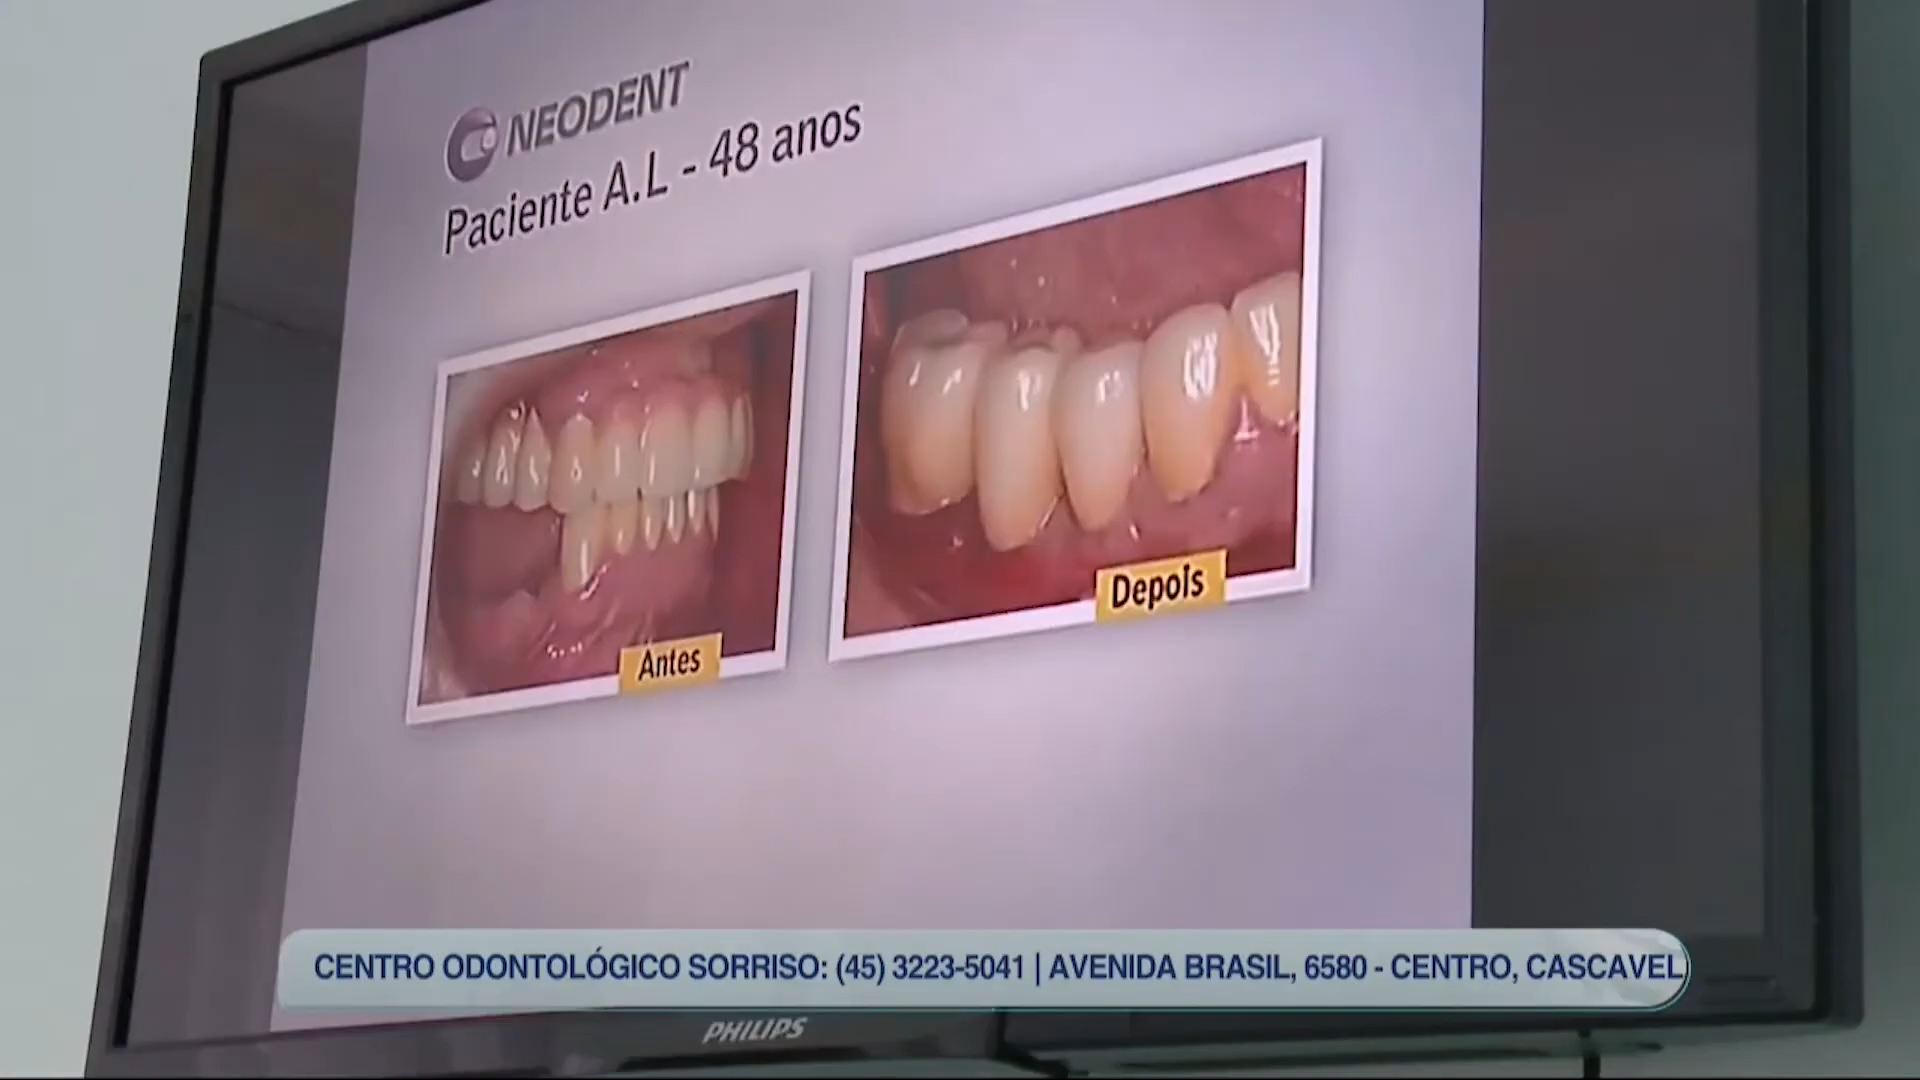 NEODENT
Paciente A.L - 48 anos
Antes
Depois
CENTRO ODONTOLÓGICO SORRISO: (45) 3223-5041 | AVENIDA BRASIL, 6580 - CENTRO, CASCAVEL
PHILIPS